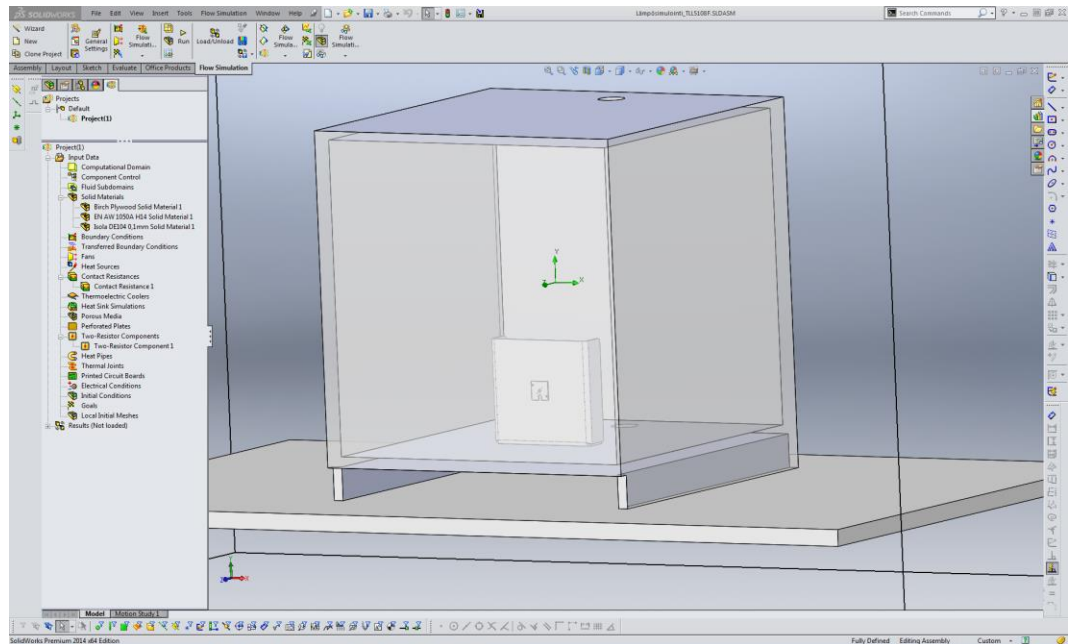 SOLIDWORKS File Edit View Insert Tools Flow Simulation Window Help
Lämpösimulointi_TLL5108F.SLDASM
Search Commands
Wizard
New
Clone Project
General Settings
Flow Simulati...
Run
Load/Unload
Flow Simula...
Flow Simulati...
Assembly Layout Sketch Evaluate Office Products Flow Simulation
Projects
Default
Project(1)
Project(1)
Input Data
Computational Domain
Component Control
Fluid Subdomains
Solid Materials
Birch Plywood Solid Material 1
EN AW 1050A H14 Solid Material 1
Isola DE104 0,1mm Solid Material 1
Boundary Conditions
Transferred Boundary Conditions
Fans
Heat Sources
Contact Resistances
Contact Resistance 1
Thermoelectric Coolers
Heat Sink Simulations
Porous Media
Perforated Plates
Two-Resistor Components
Two-Resistor Component 1
Heat Pipes
Thermal Joints
Printed Circuit Boards
Electrical Conditions
Initial Conditions
Goals
Local Initial Meshes
Results (Not loaded)
Y
X
Z
Y
X
Z
Model Motion Study 1
SolidWorks Premium 2014 x64 Edition
Fully Defined Editing Assembly Custom